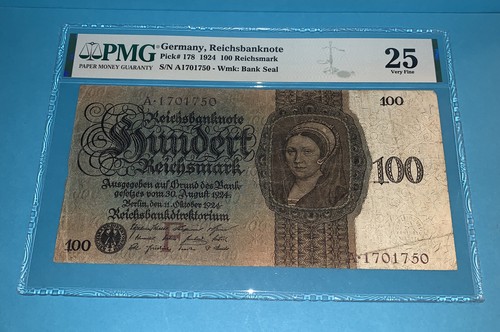 PMG
PAPER MONEY GUARANTY
Germany, Reichsbanknote
Pick# 178 1924 100 Reichsmark
S/N A1701750 - Wmk: Bank Seal
25
Very Fine
A·1701750
100
Reichsbanknote
Hundert
Reichsmark
100
Ausgegeben auf Grund des Bank-
gesetzes vom 30. August 1924
Berlin, den 11. Oktober 1924
Reichsbankdirektorium
100
A·1701750